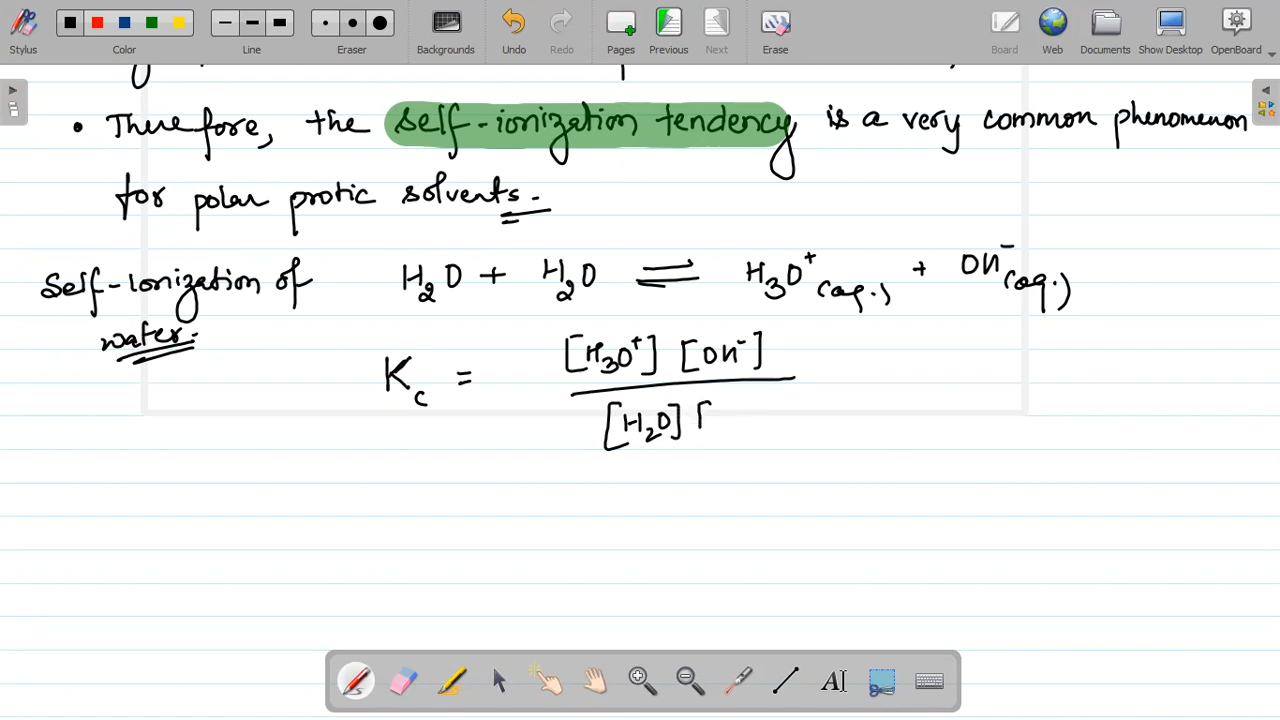 Stylus
Color
Line
Eraser
Backgrounds
Undo
Redo
Pages
Previous
Next
Erase
Board
Web
Documents
Show Desktop
OpenBoard
• Therefore, the self-ionization tendency is a very common phenomenon
for polar protic solvents.
Self-ionization of H₂O + H₂O ⇌ H₃O⁺(aq.) + OH⁻(aq.)
water:
K_c = [H₃O⁺] [OH⁻]
[H₂O] [
AI